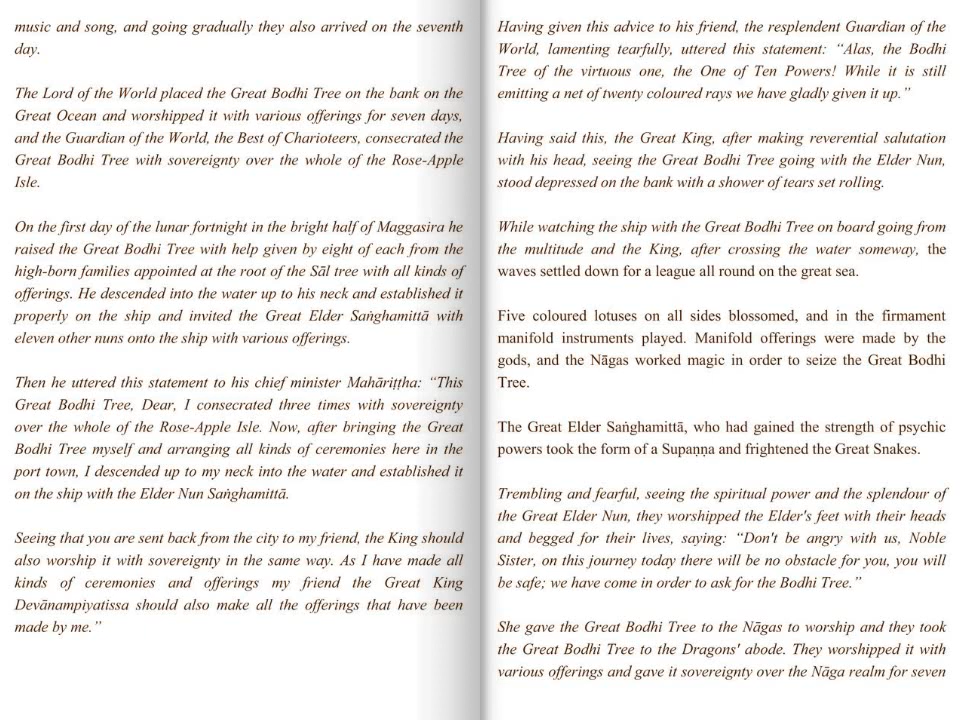 music and song, and going gradually they also arrived on the seventh
day.
The Lord of the World placed the Great Bodhi Tree on the bank on the
Great Ocean and worshipped it with various offerings for seven days,
and the Guardian of the World, the Best of Charioteers, consecrated the
Great Bodhi Tree with sovereignty over the whole of the Rose-Apple
Isle.
On the first day of the lunar fortnight in the bright half of Maggasira he
raised the Great Bodhi Tree with help given by eight of each from the
high-born families appointed at the root of the Sāl tree with all kinds of
offerings. He descended into the water up to his neck and established it
properly on the ship and invited the Great Elder Saṅghamittā with
eleven other nuns onto the ship with various offerings.
Then he uttered this statement to his chief minister Mahāriṭṭha: “This
Great Bodhi Tree, Dear, I consecrated three times with sovereignty
over the whole of the Rose-Apple Isle. Now, after bringing the Great
Bodhi Tree myself and arranging all kinds of ceremonies here in the
port town, I descended up to my neck into the water and established it
on the ship with the Elder Nun Saṅghamittā.
Seeing that you are sent back from the city to my friend, the King should
also worship it with sovereignty in the same way. As I have made all
kinds of ceremonies and offerings my friend the Great King
Devānampiyatissa should also make all the offerings that have been
made by me.”
Having given this advice to his friend, the resplendent Guardian of the
World, lamenting tearfully, uttered this statement: “Alas, the Bodhi
Tree of the virtuous one, the One of Ten Powers! While it is still
emitting a net of twenty coloured rays we have gladly given it up.”
Having said this, the Great King, after making reverential salutation
with his head, seeing the Great Bodhi Tree going with the Elder Nun,
stood depressed on the bank with a shower of tears set rolling.
While watching the ship with the Great Bodhi Tree on board going from
the multitude and the King, after crossing the water someway, the
waves settled down for a league all round on the great sea.
Five coloured lotuses on all sides blossomed, and in the firmament
manifold instruments played. Manifold offerings were made by the
gods, and the Nāgas worked magic in order to seize the Great Bodhi
Tree.
The Great Elder Saṅghamittā, who had gained the strength of psychic
powers took the form of a Supaṇṇa and frightened the Great Snakes.
Trembling and fearful, seeing the spiritual power and the splendour of
the Great Elder Nun, they worshipped the Elder's feet with their heads
and begged for their lives, saying: “Don't be angry with us, Noble
Sister, on this journey today there will be no obstacle for you, you will
be safe; we have come in order to ask for the Bodhi Tree.”
She gave the Great Bodhi Tree to the Nāgas to worship and they took
the Great Bodhi Tree to the Dragons' abode. They worshipped it with
various offerings and gave it sovereignty over the Nāga realm for seven